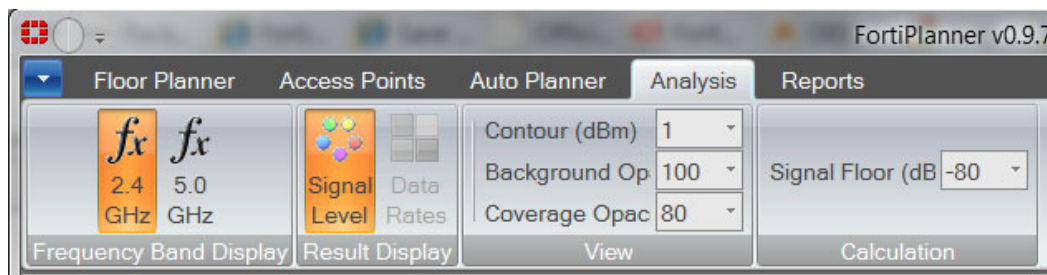 FortiPlanner v0.9.7
Floor Planner Access Points Auto Planner Analysis Reports
fx fx
2.4 GHz
5.0 GHz
Frequency Band Display
Signal Level
Data Rates
Result Display
Contour (dBm) 1
Background Op 100
Coverage Opac 80
View
Signal Floor (dB -80
Calculation